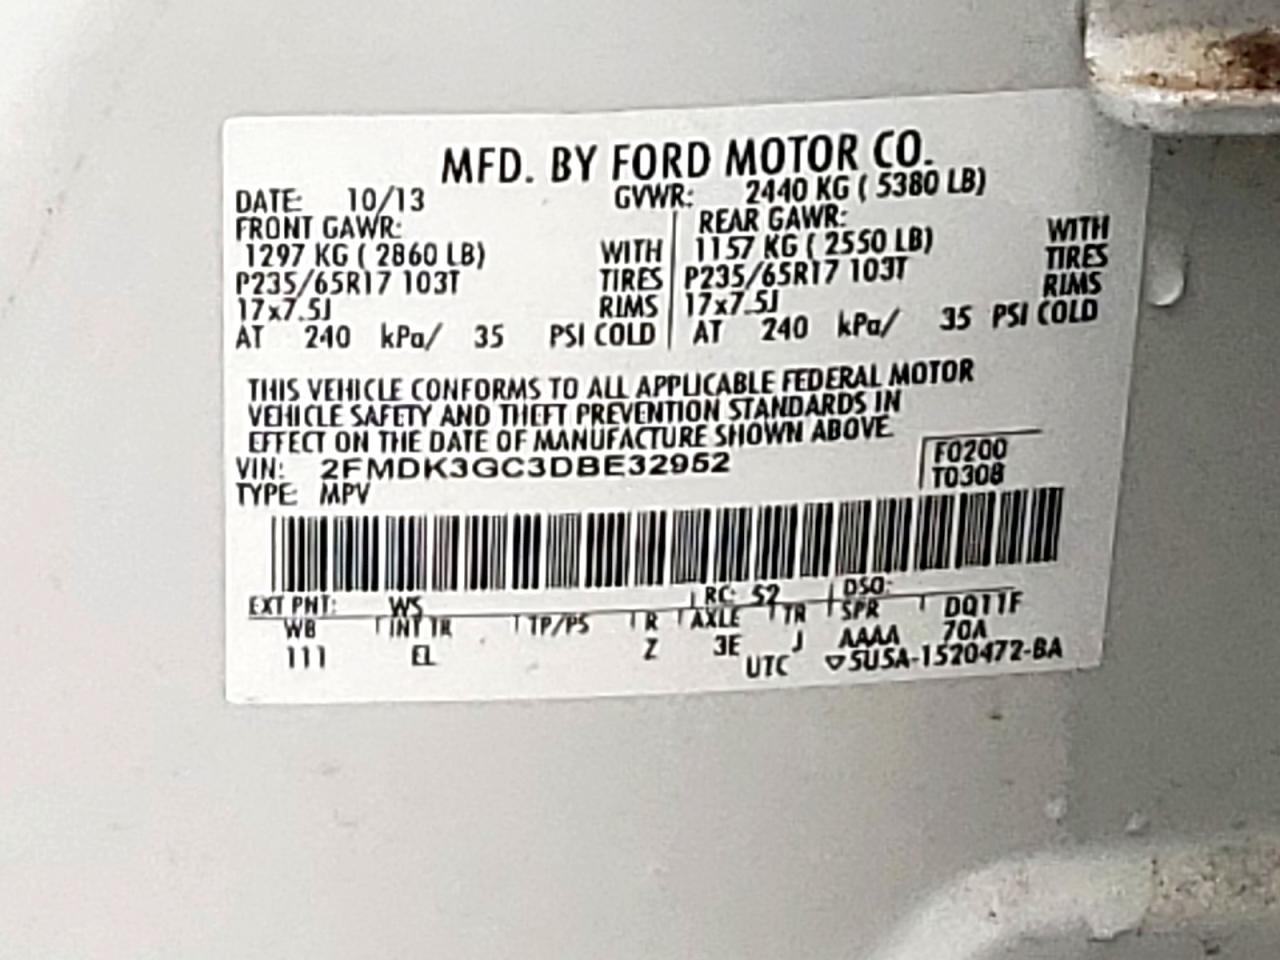 MFD. BY FORD MOTOR CO.
DATE: 10/13 GVWR: 2440 KG ( 5380 LB)
FRONT GAWR: REAR GAWR:
1297 KG ( 2860 LB) WITH 1157 KG ( 2550 LB) WITH
P235/65R17 103T TIRES P235/65R17 103T TIRES
17x7.5J RIMS 17x7.5J RIMS
AT 240 kPa/ 35 PSI COLD AT 240 kPa/ 35 PSI COLD
THIS VEHICLE CONFORMS TO ALL APPLICABLE FEDERAL MOTOR
VEHICLE SAFETY AND THEFT PREVENTION STANDARDS IN
EFFECT ON THE DATE OF MANUFACTURE SHOWN ABOVE.
VIN: 2FMDK3GC3DBE32952 F0200
TYPE: MPV T0308
EXT PNT: WS RC: 52 DSO:
WB INT TR TP/PS R AXLE TR SPR DQ11F
111 EL Z 3E J AAAA 70A
UTC ▽5U5A-1520472-BA